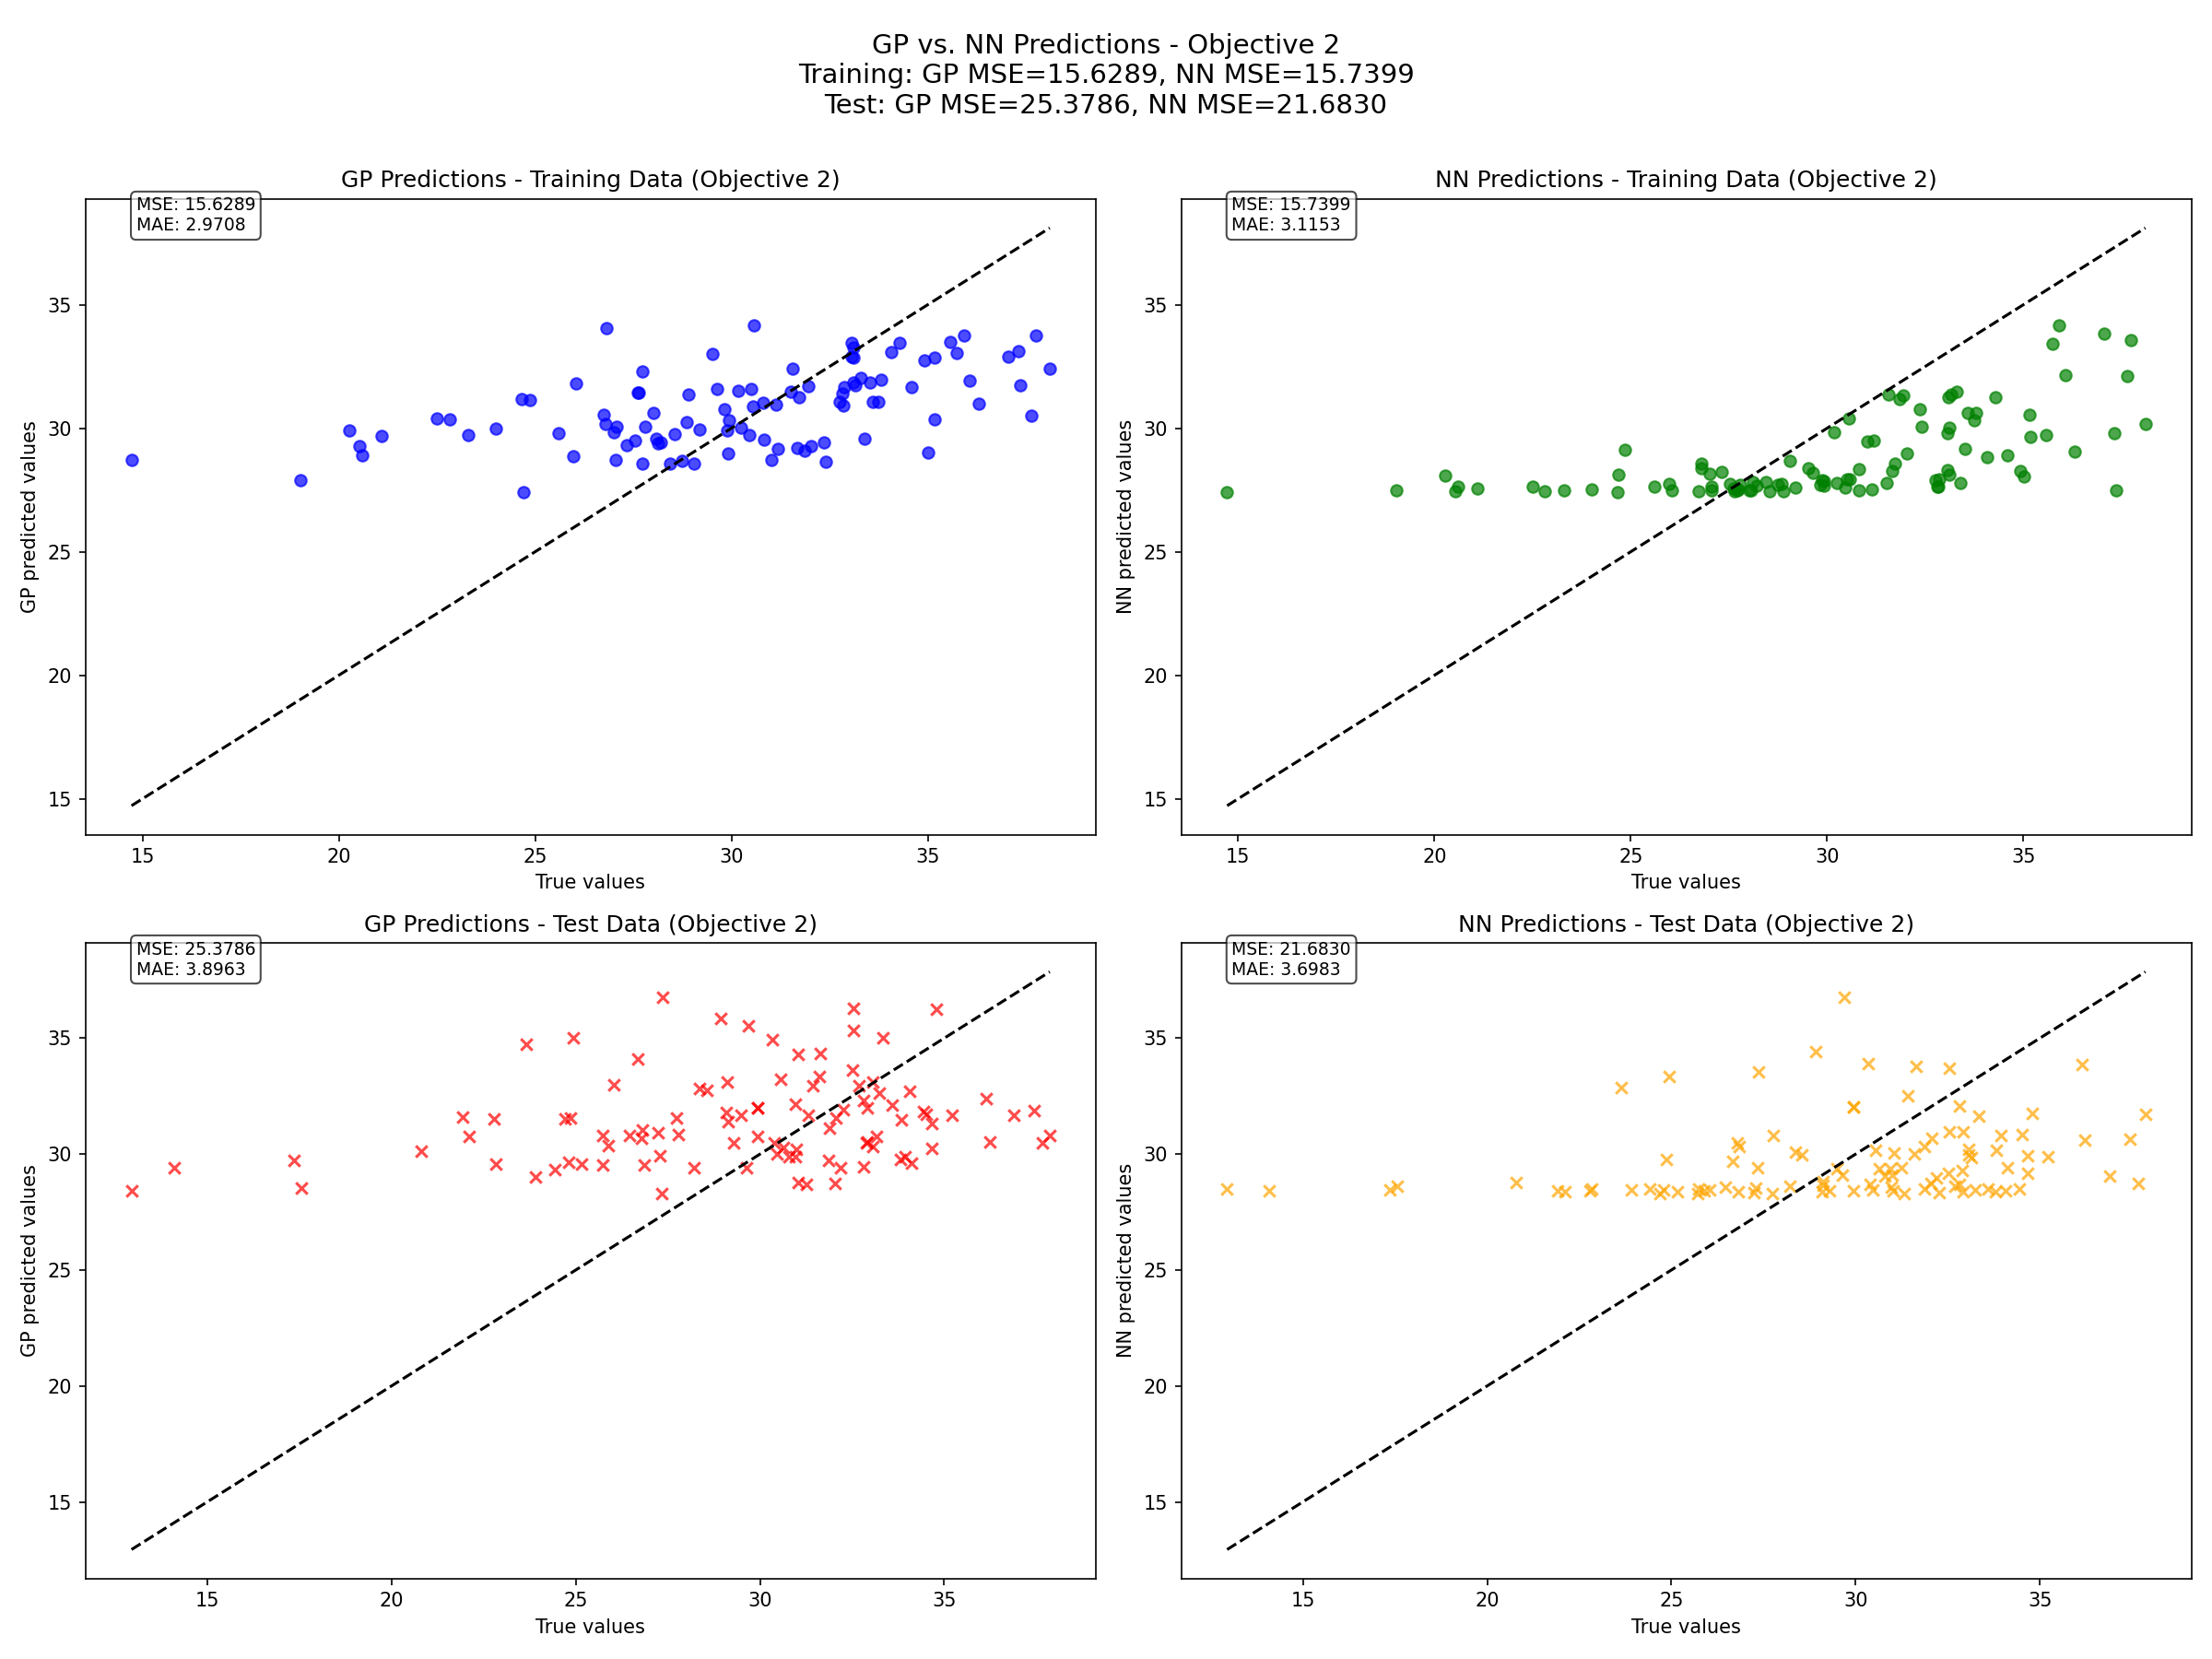 GP vs. NN Predictions - Objective 2
Training: GP MSE=15.6289, NN MSE=15.7399
Test: GP MSE=25.3786, NN MSE=21.6830
GP Predictions - Training Data (Objective 2)
MSE: 15.6289
MAE: 2.9708
35
30
25
20
15
GP predicted values
15 20 25 30 35
True values
NN Predictions - Training Data (Objective 2)
MSE: 15.7399
MAE: 3.1153
35
30
25
20
15
NN predicted values
15 20 25 30 35
True values
GP Predictions - Test Data (Objective 2)
MSE: 25.3786
MAE: 3.8963
35
30
25
20
15
GP predicted values
15 20 25 30 35
True values
NN Predictions - Test Data (Objective 2)
MSE: 21.6830
MAE: 3.6983
35
30
25
20
15
NN predicted values
15 20 25 30 35
True values